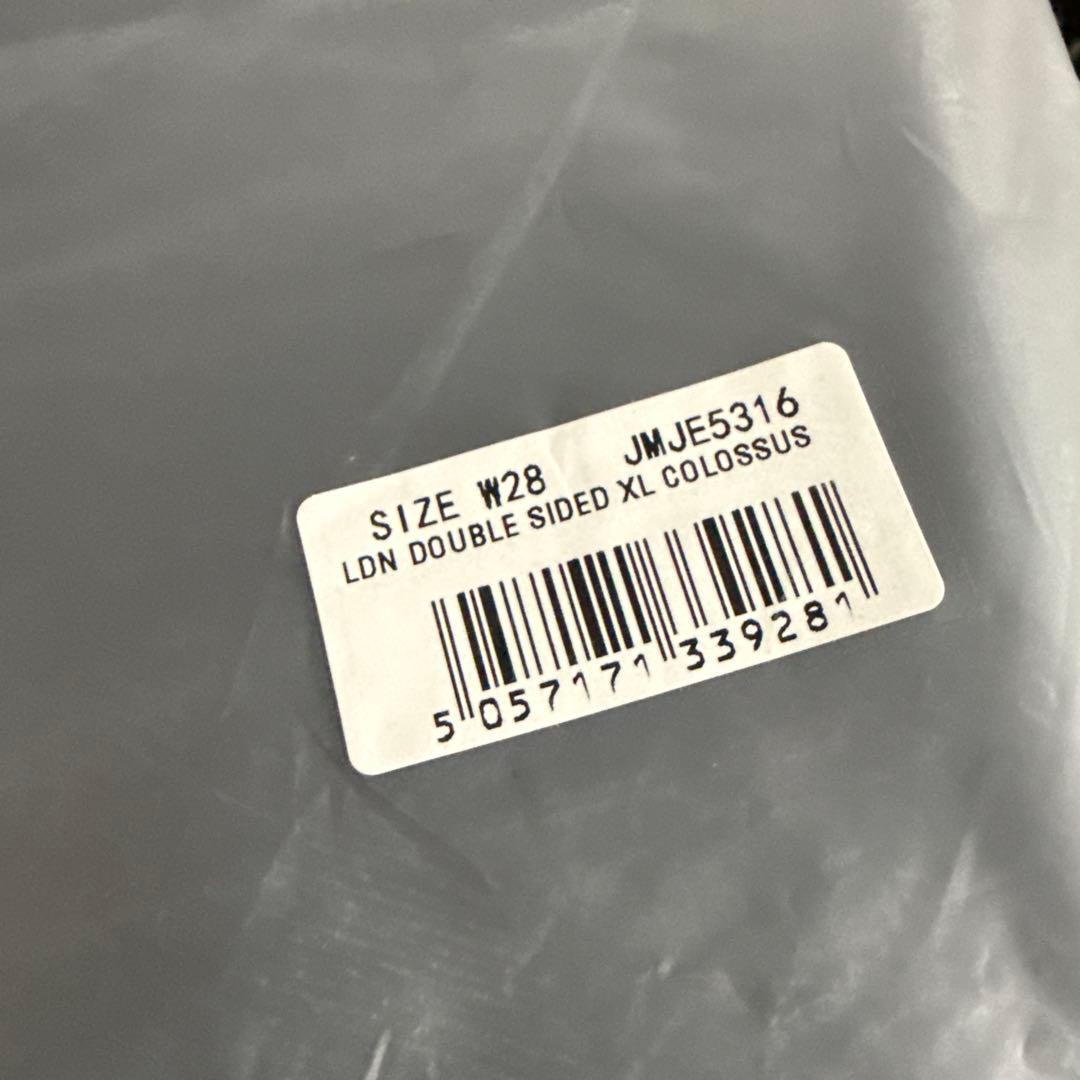 SIZE W28 JMJE5316
LDN DOUBLE SIDED XL COLOSSUS
5 057171 339281